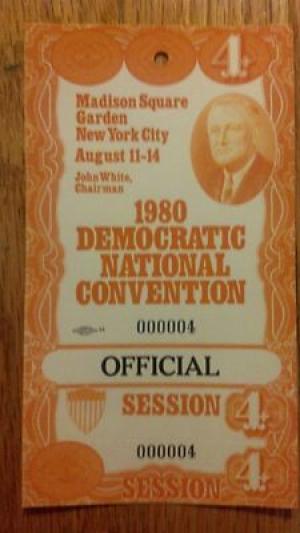 4
Madison Square
Garden
New York City
August 11-14
John White,
Chairman
1980
DEMOCRATIC
NATIONAL
CONVENTION
000004
OFFICIAL
SESSION 4
000004
4
SESSION